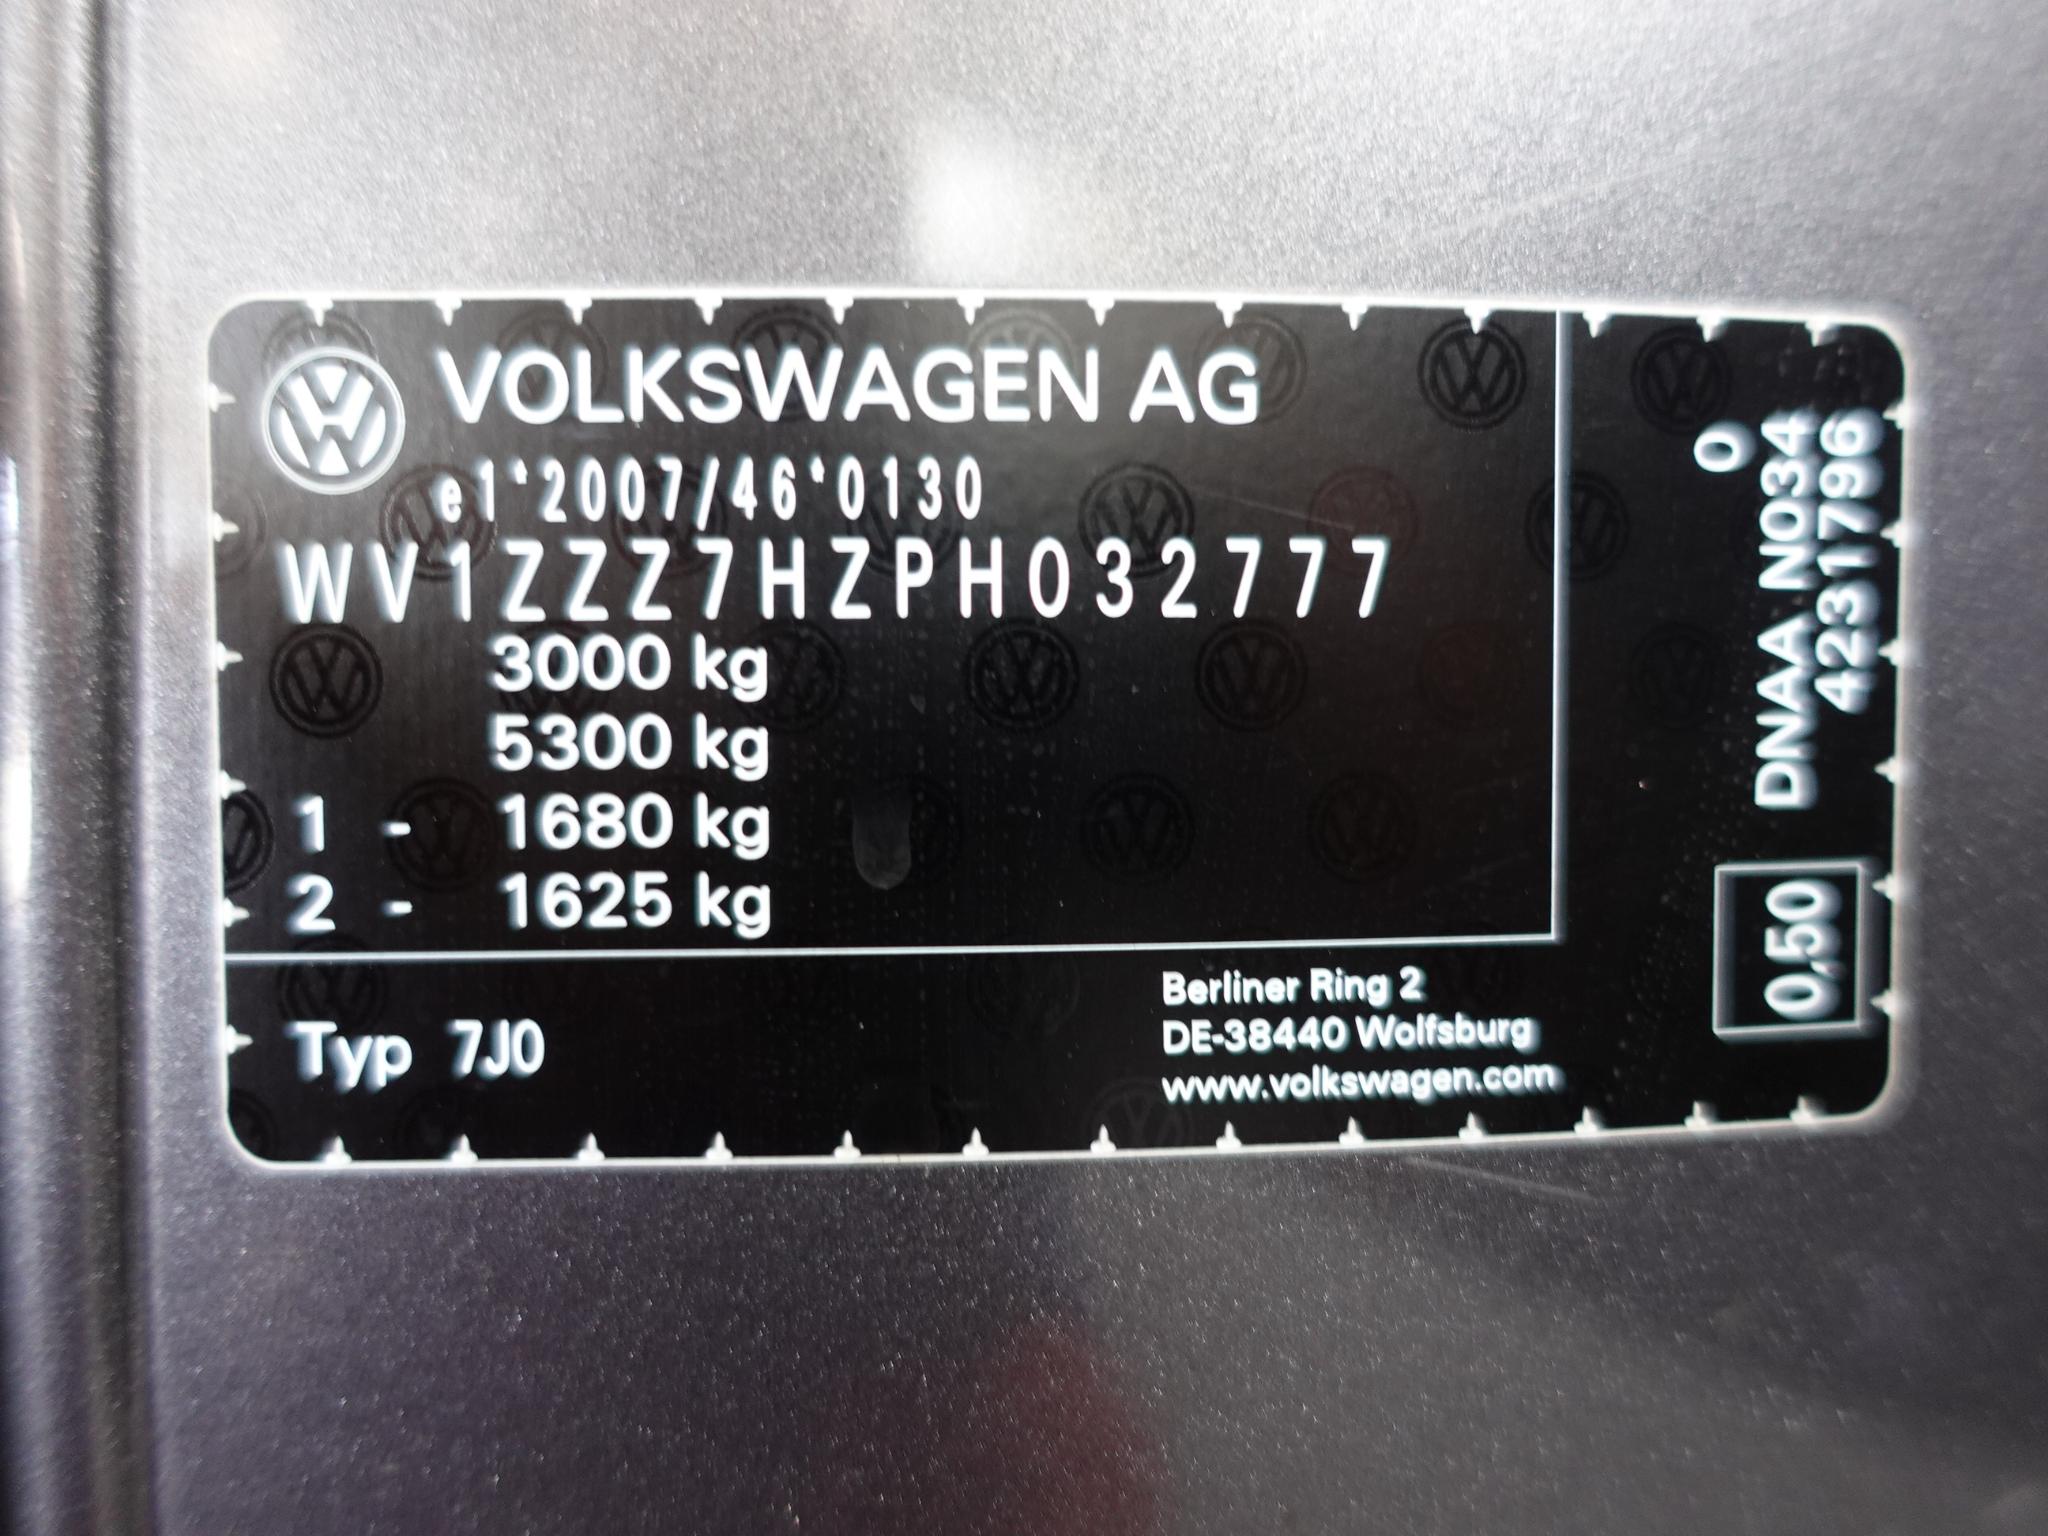 VOLKSWAGEN AG
e1*2007/46*0130
WV1ZZZ7HZPH032777
3000 kg
5300 kg
1 - 1680 kg
2 - 1625 kg
Typ 7J0
Berliner Ring 2
DE-38440 Wolfsburg
www.volkswagen.com
0
DNAA N034
4231796
0,50